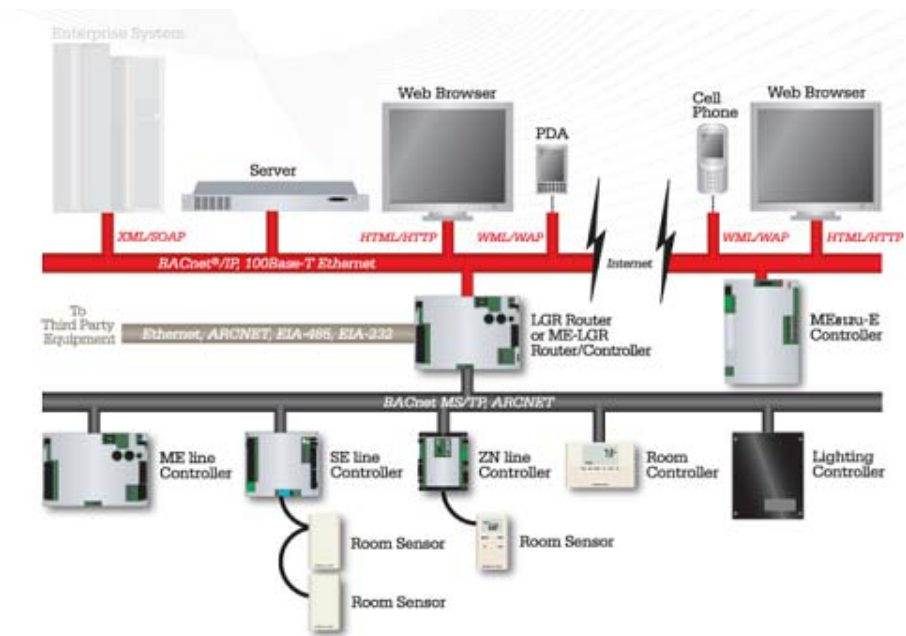 Enterprise System
Server
Web Browser
PDA
Cell
Phone
Web Browser
XML/SOAP
HTML/HTTP
WML/WAP
WML/WAP
HTML/HTTP
BACnet®/IP, 100Base-T Ethernet
Internet
To
Third Party
Equipment
Ethernet, ARCNET, EIA-485, EIA-232
LGR Router
or ME-LGR
Router/Controller
Controller
BACnet MS/TP, ARCNET
ME line
Controller
SE line
Controller
ZN line
Controller
Room
Controller
Lighting
Controller
Room Sensor
Room Sensor
Room Sensor